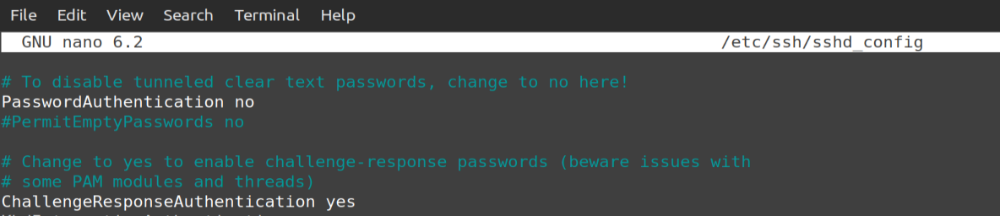 File Edit View Search Terminal Help
GNU nano 6.2 /etc/ssh/sshd_config
# To disable tunneled clear text passwords, change to no here!
PasswordAuthentication no
#PermitEmptyPasswords no
# Change to yes to enable challenge-response passwords (beware issues with
# some PAM modules and threads)
ChallengeResponseAuthentication yes